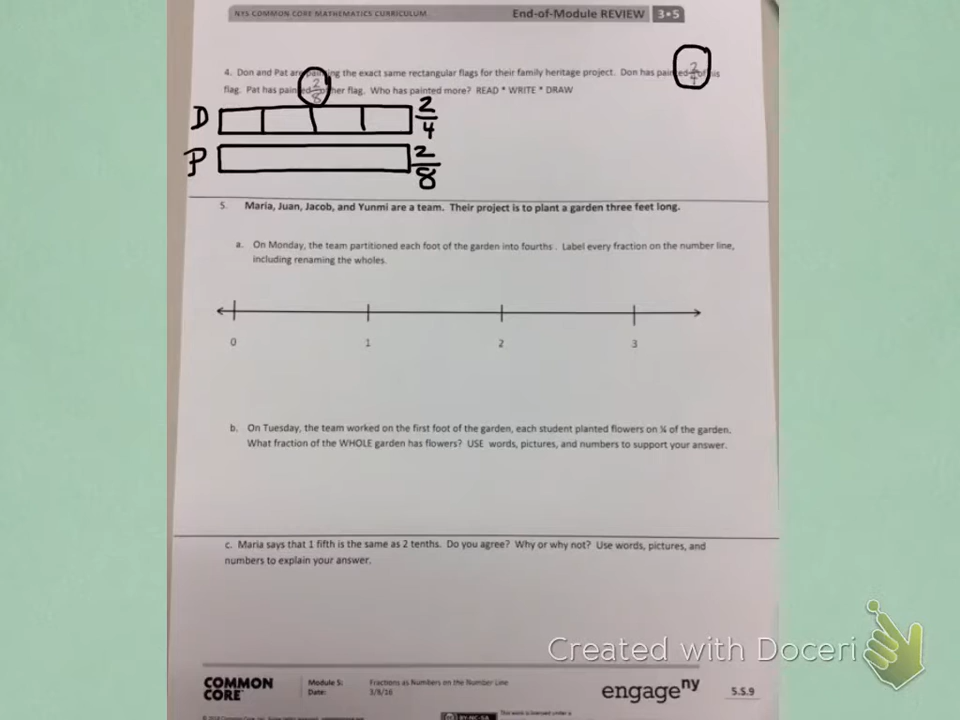 NYS COMMON CORE MATHEMATICS CURRICULUM End-of-Module REVIEW 3•5
4. Don and Pat are painting the exact same rectangular flags for their family heritage project. Don has painted 2/4 of his
flag. Pat has painted 2/8 of her flag. Who has painted more? READ * WRITE * DRAW
D 2/4
P 2/8
5. Maria, Juan, Jacob, and Yunmi are a team. Their project is to plant a garden three feet long.
a. On Monday, the team partitioned each foot of the garden into fourths . Label every fraction on the number line,
including renaming the wholes.
0 1 2 3
b. On Tuesday, the team worked on the first foot of the garden, each student planted flowers on ¼ of the garden.
What fraction of the WHOLE garden has flowers? USE words, pictures, and numbers to support your answer.
c. Maria says that 1 fifth is the same as 2 tenths. Do you agree? Why or why not? Use words, pictures, and
numbers to explain your answer.
Created with Doceri
COMMON CORE
Module 5: Fractions as Numbers on the Number Line
Date: 3/8/16
engageny
5.S.9